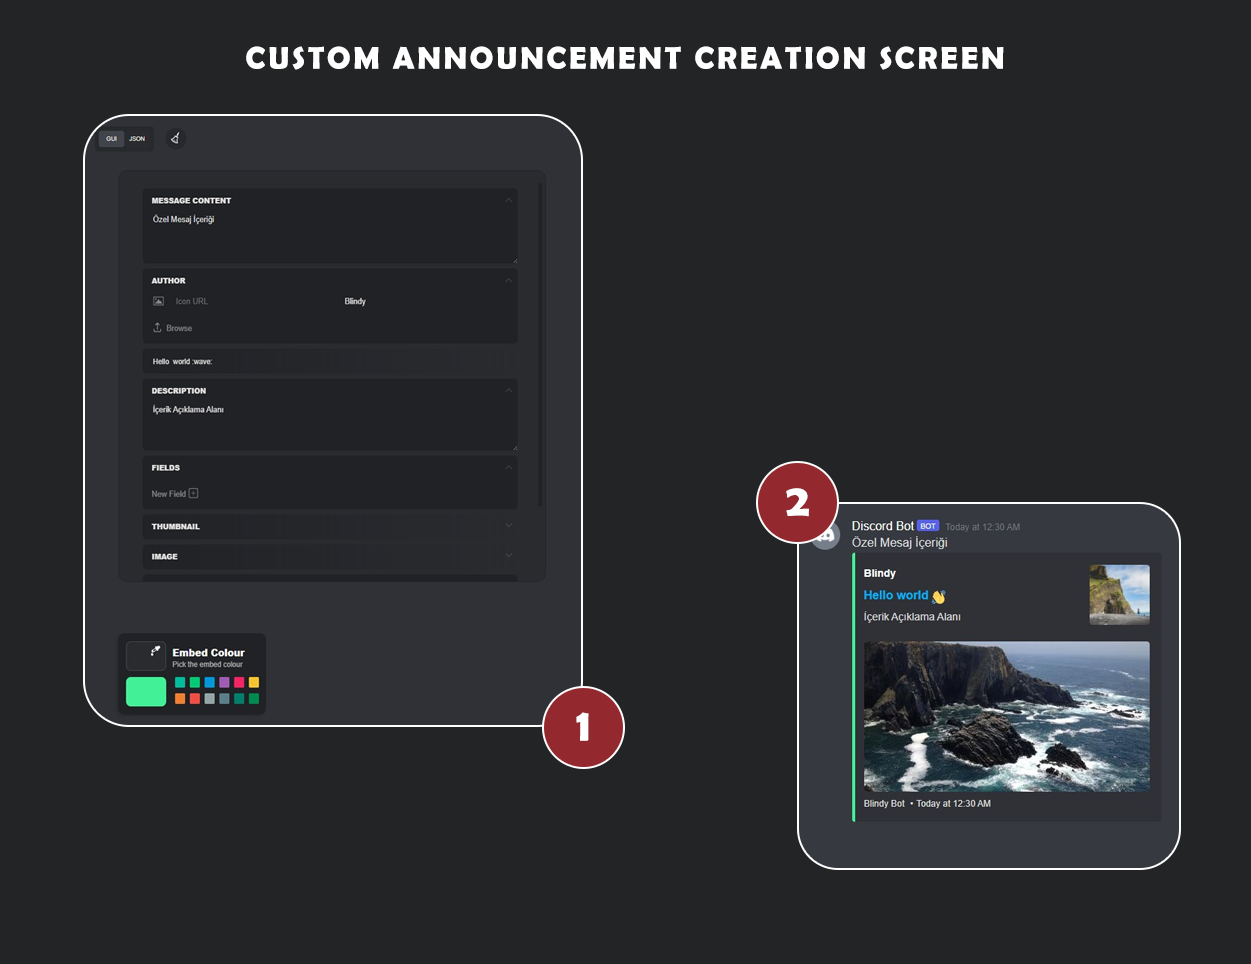 CUSTOM ANNOUNCEMENT CREATION SCREEN
GUI JSON
MESSAGE CONTENT
Özel Mesaj İçeriği
AUTHOR
Icon URL Blindy
Browse
Hello world :wave:
DESCRIPTION
İçerik Açıklama Alanı
FIELDS
New Field
THUMBNAIL
IMAGE
Embed Colour
Pick the embed colour
1
2
Discord Bot BOT Today at 12:30 AM
Özel Mesaj İçeriği
Blindy
Hello world 👋
İçerik Açıklama Alanı
Blindy Bot • Today at 12:30 AM